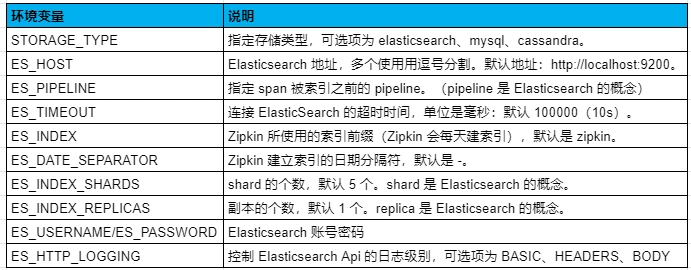 环境变量 说明
STORAGE_TYPE 指定存储类型，可选项为 elasticsearch、mysql、cassandra。
ES_HOST Elasticsearch 地址，多个使用用逗号分割。默认地址：http://localhost:9200。
ES_PIPELINE 指定 span 被索引之前的 pipeline。（pipeline 是 Elasticsearch 的概念）
ES_TIMEOUT 连接 ElasticSearch 的超时时间，单位是毫秒：默认 100000（10s）。
ES_INDEX Zipkin 所使用的索引前缀（Zipkin 会每天建索引），默认是 zipkin。
ES_DATE_SEPARATOR Zipkin 建立索引的日期分隔符，默认是 -。
ES_INDEX_SHARDS shard 的个数，默认 5 个。shard 是 Elasticsearch 的概念。
ES_INDEX_REPLICAS 副本的个数，默认 1 个。replica 是 Elasticsearch 的概念。
ES_USERNAME/ES_PASSWORD Elasticsearch 账号密码
ES_HTTP_LOGGING 控制 Elasticsearch Api 的日志级别，可选项为 BASIC、HEADERS、BODY